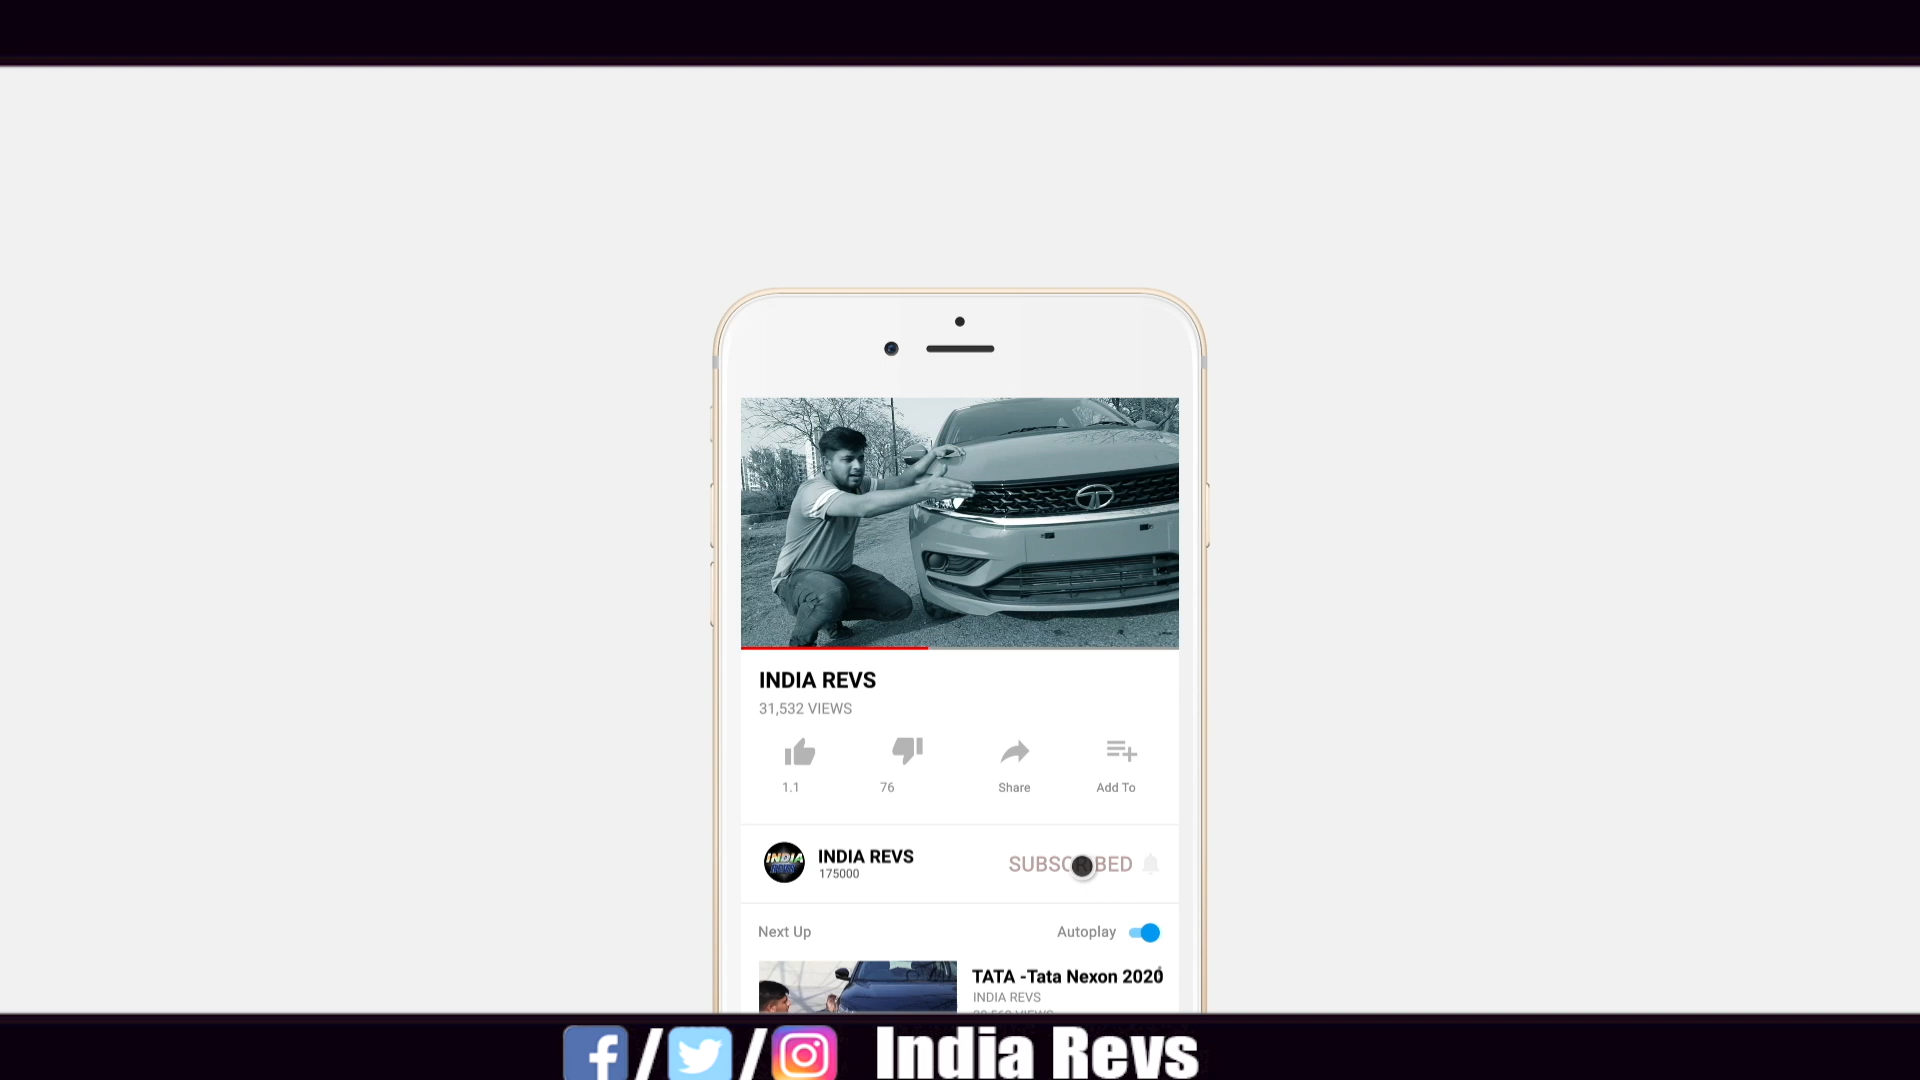 INDIA REVS
31,532 VIEWS
1.1 76 Share Add To
INDIA REVS SUBSCRIBED
175000
Next Up Autoplay
TATA -Tata Nexon 2020
INDIA REVS
India Revs